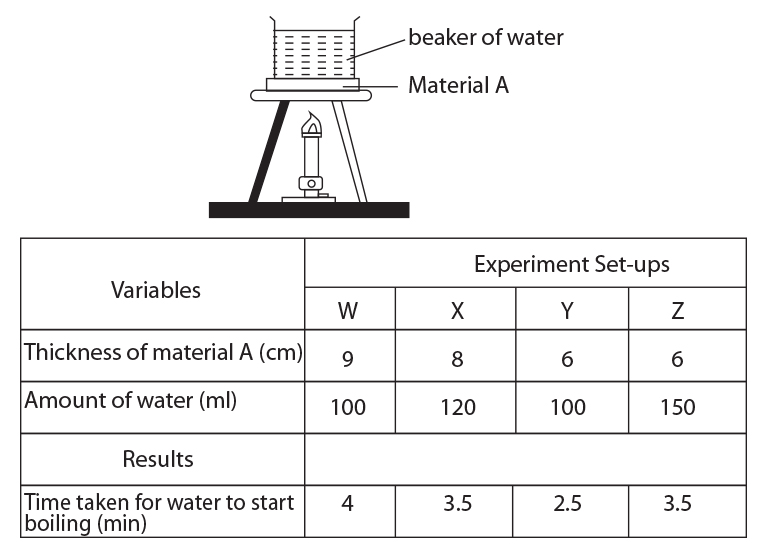 beaker of water
Material A
Variables
Experiment Set-ups
W X Y Z
Thickness of material A (cm) 9 8 6 6
Amount of water (ml) 100 120 100 150
Results
Time taken for water to start 4 3.5 2.5 3.5
boiling (min)